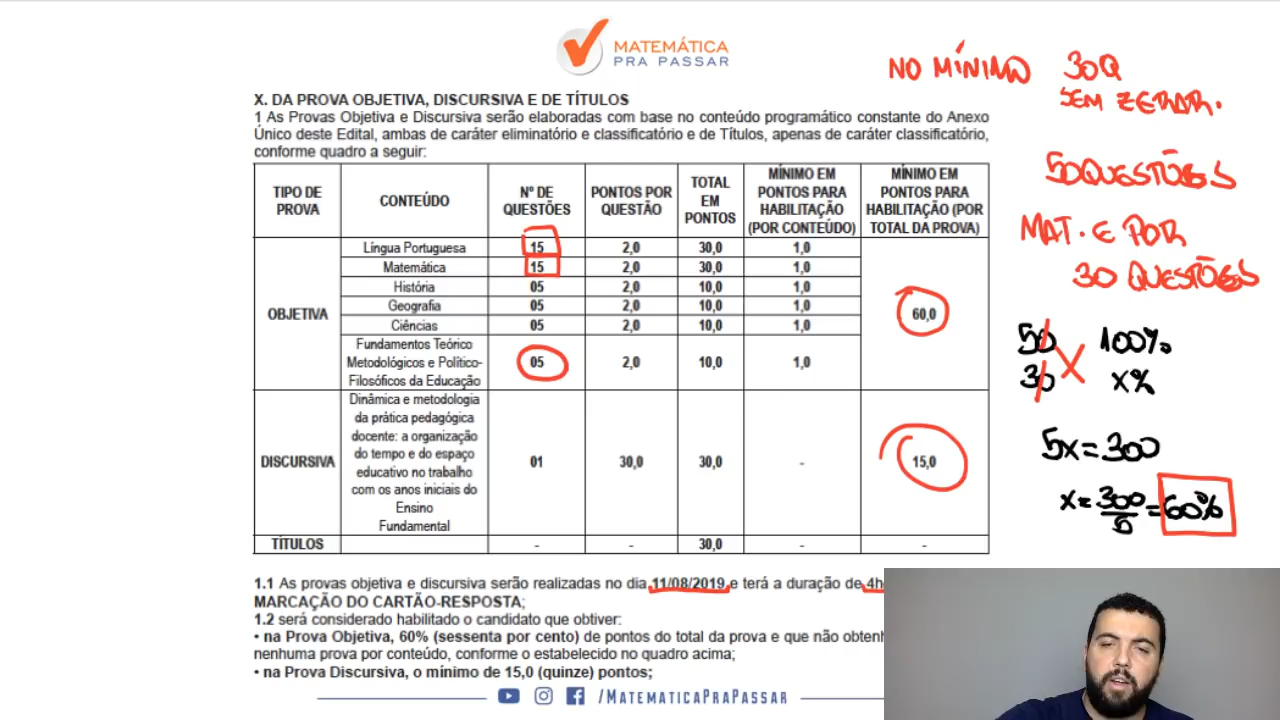 MATEMÁTICA
PRA PASSAR
X. DA PROVA OBJETIVA, DISCURSIVA E DE TÍTULOS
1 As Provas Objetiva e Discursiva serão elaboradas com base no conteúdo programático constante do Anexo
Único deste Edital, ambas de caráter eliminatório e classificatório e de Títulos, apenas de caráter classificatório,
conforme quadro a seguir:
TIPO DE PROVA CONTEÚDO Nº DE QUESTÕES PONTOS POR QUESTÃO TOTAL EM PONTOS MÍNIMO EM PONTOS PARA HABILITAÇÃO (POR CONTEÚDO) MÍNIMO EM PONTOS PARA HABILITAÇÃO (POR TOTAL DA PROVA)
OBJETIVA
Língua Portuguesa 15 2,0 30,0 1,0
Matemática 15 2,0 30,0 1,0
História 05 2,0 10,0 1,0
Geografia 05 2,0 10,0 1,0
Ciências 05 2,0 10,0 1,0
Fundamentos Teórico
Metodológicos e Político-
Filosóficos da Educação
05 2,0 10,0 1,0
60,0
DISCURSIVA
Dinâmica e metodologia
da prática pedagógica
docente: a organização
do tempo e do espaço
educativo no trabalho
com os anos iniciais do
Ensino
Fundamental
01 30,0 30,0 - 15,0
TÍTULOS - - 30,0 - -
1.1 As provas objetiva e discursiva serão realizadas no dia 11/08/2019 e terá a duração de 4h
MARCAÇÃO DO CARTÃO-RESPOSTA;
1.2 será considerado habilitado o candidato que obtiver:
• na Prova Objetiva, 60% (sessenta por cento) de pontos do total da prova e que não obtenh
nenhuma prova por conteúdo, conforme o estabelecido no quadro acima;
• na Prova Discursiva, o mínimo de 15,0 (quinze) pontos;
/MATEMATICAPRAPASSAR
NO MÍNIMO 30Q
SEM ZERAR.
50 QUESTÕES
MAT. E POR
30 QUESTÕES
50 100%
30 X%
5X=300
X=300/5=60%